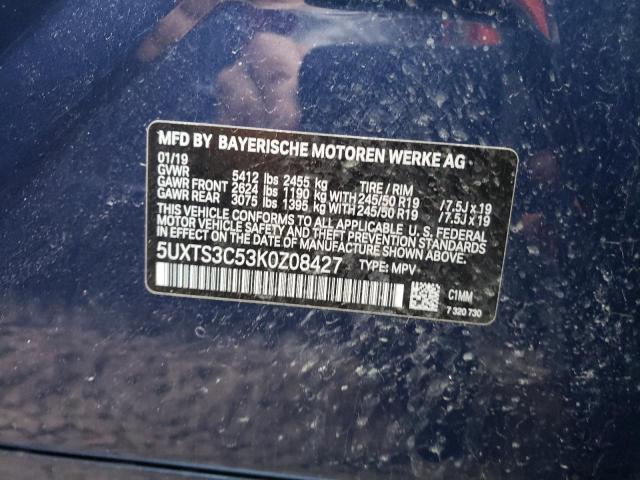 MFD BY BAYERISCHE MOTOREN WERKE AG
01/19
GVWR 5412 lbs 2455 kg TIRE / RIM
GAWR FRONT 2624 lbs 1190 kg WITH 245/50 R19 /7.5J x 19
GAWR REAR 3075 lbs 1395 kg WITH 245/50 R19 /7.5J x 19
THIS VEHICLE CONFORMS TO ALL APPLICABLE U. S. FEDERAL
MOTOR VEHICLE SAFETY STANDARDS IN EFFECT ON THE
DATE OF MANUFACTURE SHOWN ABOVE.
5UXTS3C53K0Z08427 TYPE: MPV
C1MM
7 320 730